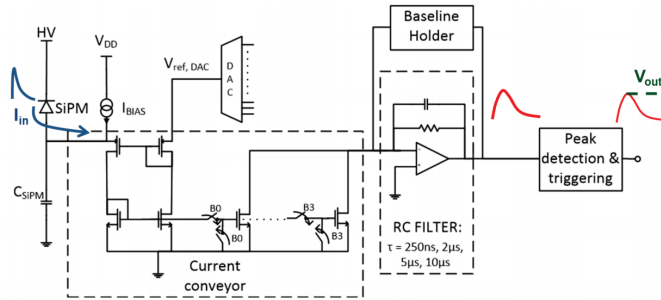 HV
V_DD
V_ref, DAC
D
A
C
I_in
SiPM
I_BIAS
C_SiPM
B0
B0
B3
B3
Current
conveyor
Baseline
Holder
-
+
RC FILTER:
τ = 250ns, 2μs,
5μs, 10μs
V_out
Peak
detection &
triggering